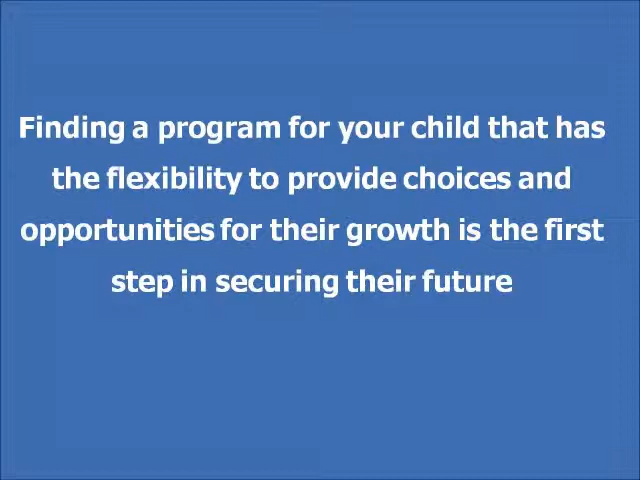 Finding a program for your child that has
the flexibility to provide choices and
opportunities for their growth is the first
step in securing their future